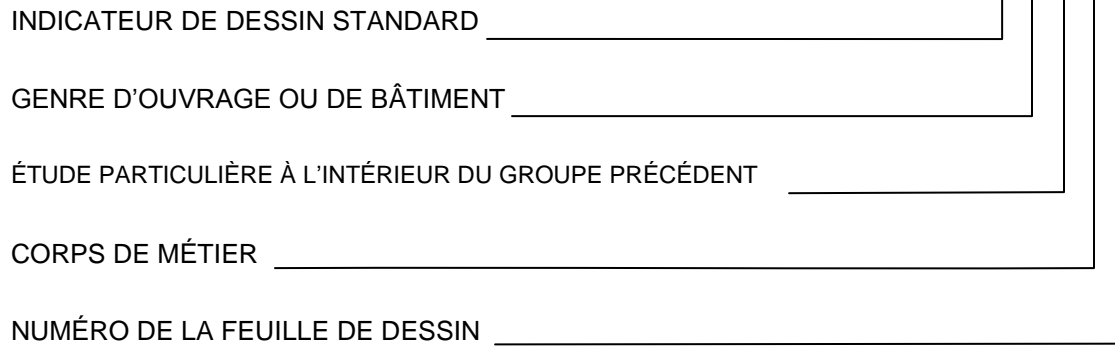 INDICATEUR DE DESSIN STANDARD
GENRE D'OUVRAGE OU DE BÂTIMENT
ÉTUDE PARTICULIÈRE À L'INTÉRIEUR DU GROUPE PRÉCÉDENT
CORPS DE MÉTIER
NUMÉRO DE LA FEUILLE DE DESSIN